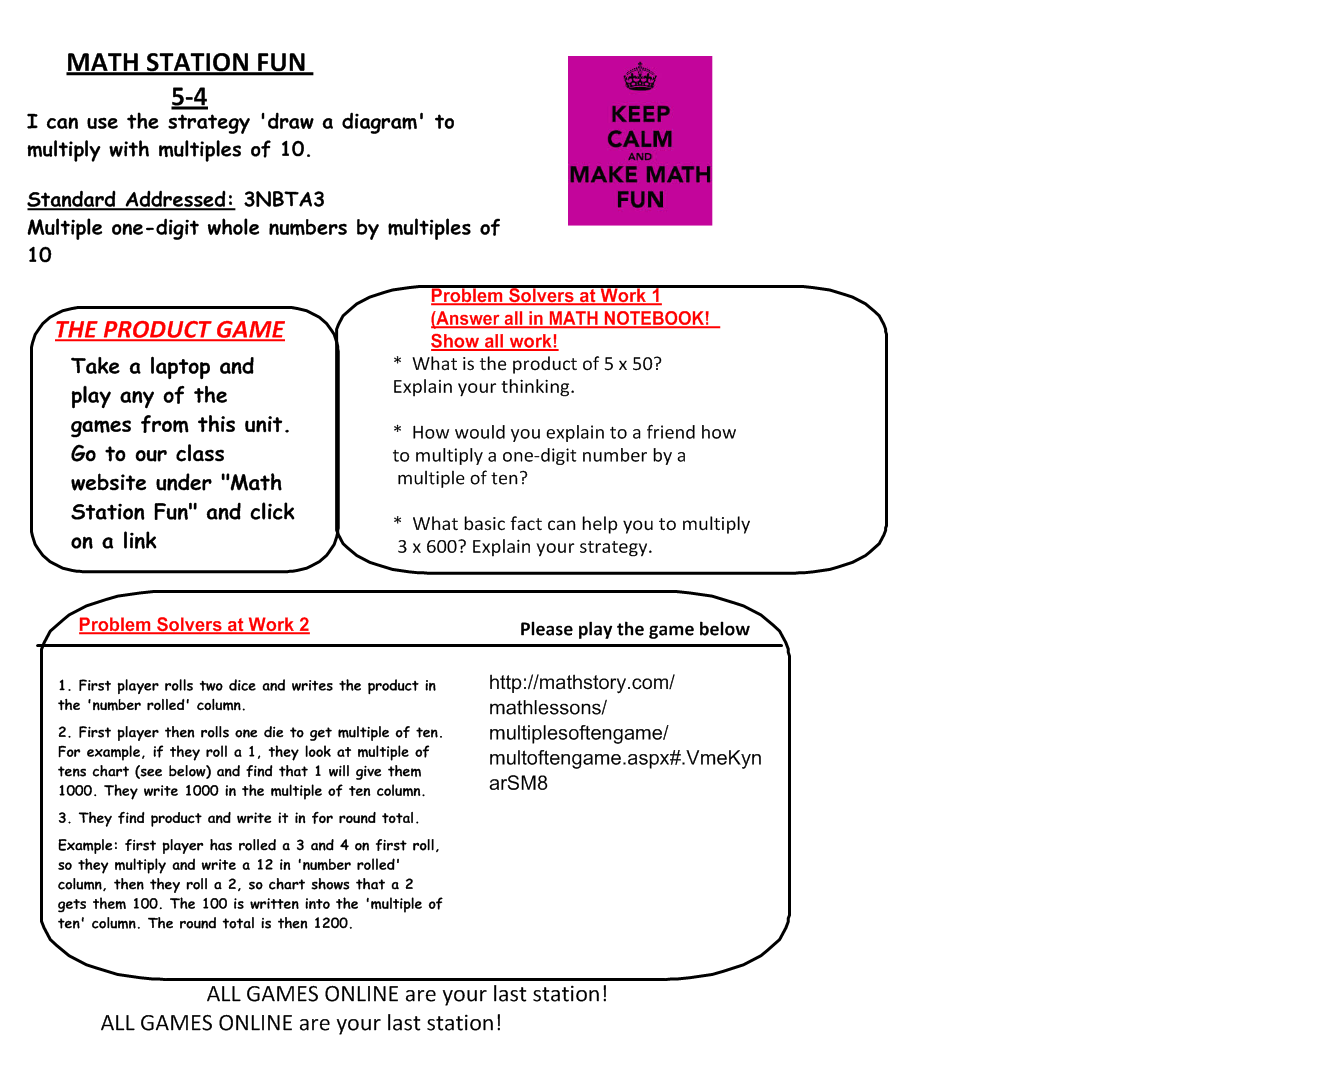 MATH STATION FUN
5-4
I can use the strategy 'draw a diagram' to
multiply with multiples of 10.
Standard Addressed: 3NBTA3
Multiple one-digit whole numbers by multiples of
10
KEEP
CALM
AND
MAKE MATH
FUN
THE PRODUCT GAME
Take a laptop and
play any of the
games from this unit.
Go to our class
website under "Math
Station Fun" and click
on a link
Problem Solvers at Work 1
(Answer all in MATH NOTEBOOK!
Show all work!
* What is the product of 5 x 50?
Explain your thinking.
* How would you explain to a friend how
to multiply a one-digit number by a
multiple of ten?
* What basic fact can help you to multiply
3 x 600? Explain your strategy.
Problem Solvers at Work 2
1. First player rolls two dice and writes the product in
the 'number rolled' column.
2. First player then rolls one die to get multiple of ten.
For example, if they roll a 1, they look at multiple of
tens chart (see below) and find that 1 will give them
1000. They write 1000 in the multiple of ten column.
3. They find product and write it in for round total.
Example: first player has rolled a 3 and 4 on first roll,
so they multiply and write a 12 in 'number rolled'
column, then they roll a 2, so chart shows that a 2
gets them 100. The 100 is written into the 'multiple of
ten' column. The round total is then 1200.
Please play the game below
http://mathstory.com/
mathlessons/
multiplesoftengame/
multoftengame.aspx#.VmeKyn
arSM8
ALL GAMES ONLINE are your last station!
ALL GAMES ONLINE are your last station!